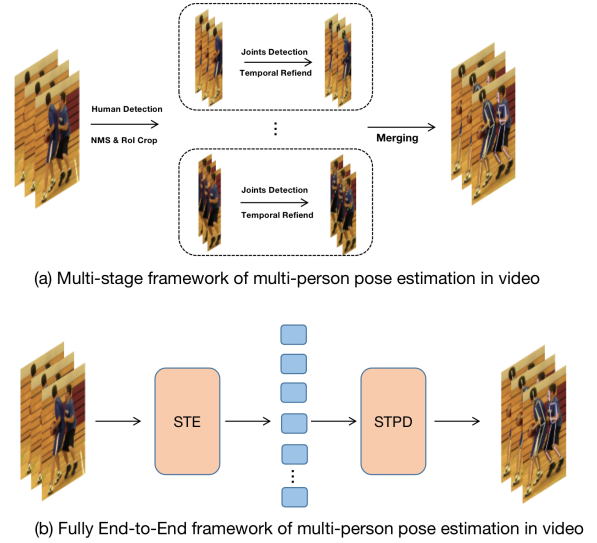 Joints Detection
Temporal Refiend
Human Detection
NMS & RoI Crop
Merging
Joints Detection
Temporal Refiend
(a) Multi-stage framework of multi-person pose estimation in video
STE
STPD
(b) Fully End-to-End framework of multi-person pose estimation in video